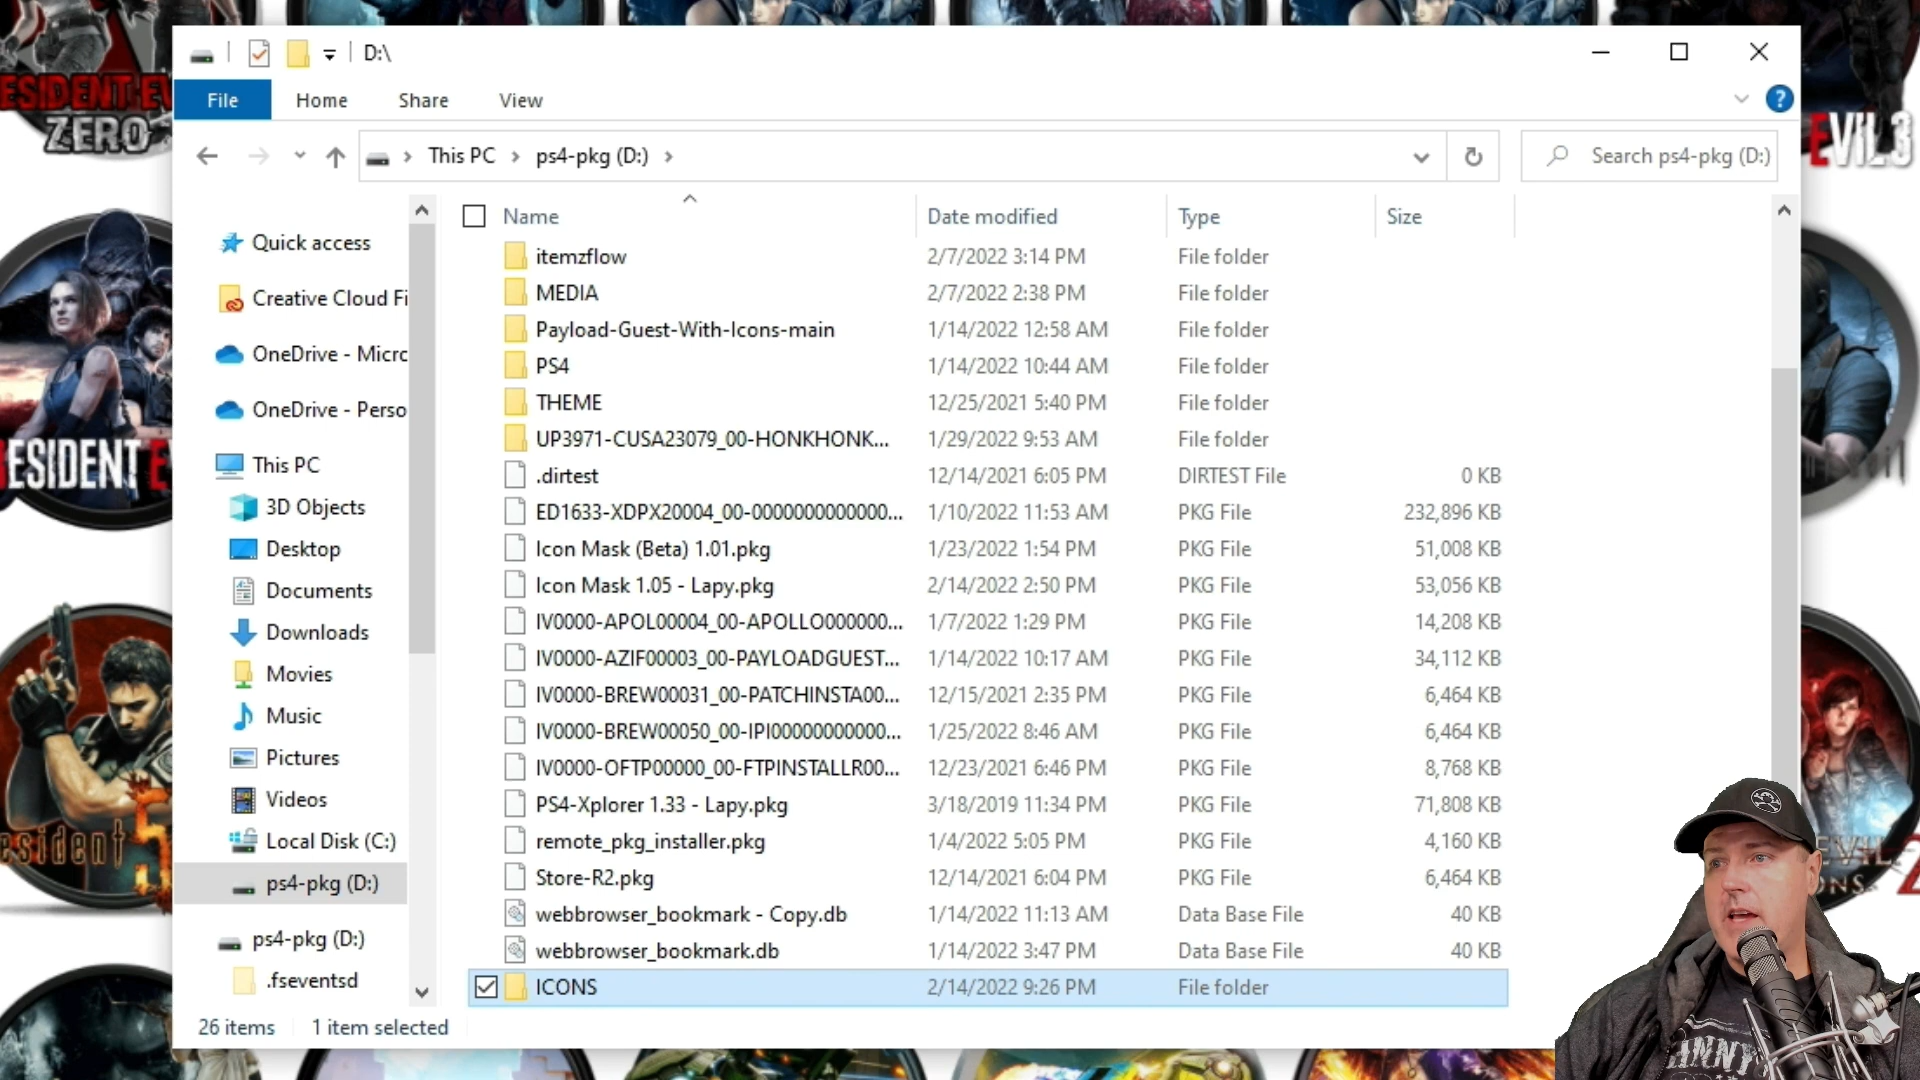 D:\
File Home Share View
This PC ps4-pkg (D:)
Search ps4-pkg (D:)
Quick access
Creative Cloud Fi
OneDrive - Micro
OneDrive - Perso
This PC
3D Objects
Desktop
Documents
Downloads
Movies
Music
Pictures
Videos
Local Disk (C:)
ps4-pkg (D:)
ps4-pkg (D:)
.fseventsd
Name Date modified Type Size
itemzflow 2/7/2022 3:14 PM File folder
MEDIA 2/7/2022 2:38 PM File folder
Payload-Guest-With-Icons-main 1/14/2022 12:58 AM File folder
PS4 1/14/2022 10:44 AM File folder
THEME 12/25/2021 5:40 PM File folder
UP3971-CUSA23079_00-HONKHONK... 1/29/2022 9:53 AM File folder
.dirtest 12/14/2021 6:05 PM DIRTEST File 0 KB
ED1633-XDPX20004_00-0000000000000... 1/10/2022 11:53 AM PKG File 232,896 KB
Icon Mask (Beta) 1.01.pkg 1/23/2022 1:54 PM PKG File 51,008 KB
Icon Mask 1.05 - Lapy.pkg 2/14/2022 2:50 PM PKG File 53,056 KB
IV0000-APOL00004_00-APOLLO000000... 1/7/2022 1:29 PM PKG File 14,208 KB
IV0000-AZIF00003_00-PAYLOADGUEST... 1/14/2022 10:17 AM PKG File 34,112 KB
IV0000-BREW00031_00-PATCHINSTA00... 12/15/2021 2:35 PM PKG File 6,464 KB
IV0000-BREW00050_00-IPI00000000000... 1/25/2022 8:46 AM PKG File 6,464 KB
IV0000-OFTP00000_00-FTPINSTALLR00... 12/23/2021 6:46 PM PKG File 8,768 KB
PS4-Xplorer 1.33 - Lapy.pkg 3/18/2019 11:34 PM PKG File 71,808 KB
remote_pkg_installer.pkg 1/4/2022 5:05 PM PKG File 4,160 KB
Store-R2.pkg 12/14/2021 6:04 PM PKG File 6,464 KB
webbrowser_bookmark - Copy.db 1/14/2022 11:13 AM Data Base File 40 KB
webbrowser_bookmark.db 1/14/2022 3:47 PM Data Base File 40 KB
ICONS 2/14/2022 9:26 PM File folder
26 items 1 item selected
ESIDENT EV
ZERO
ESIDENT E
esident 5
EVIL 3